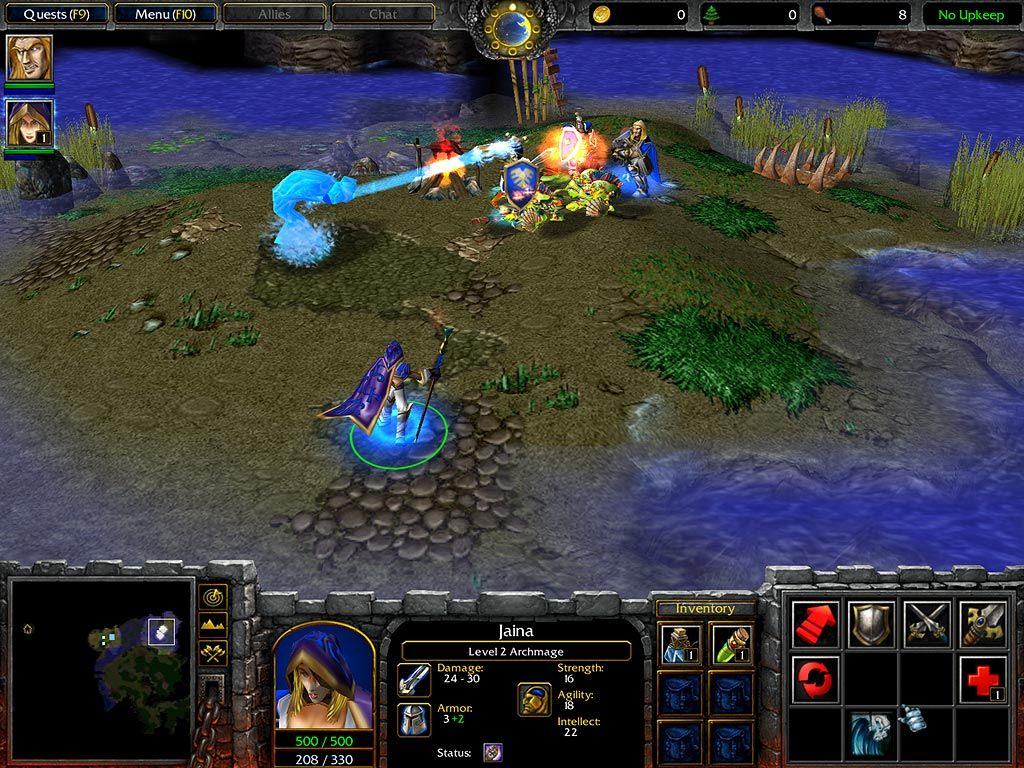 Quests (F9) Menu (F10) Allies Chat 0 0 8 No Upkeep
1
Inventory
Jaina
Level 2 Archmage
1 1
Damage:
24 - 30
Strength:
16
Armor:
3 +2
Agility:
18
Intellect:
22
1
500 / 500
208 / 330
Status: